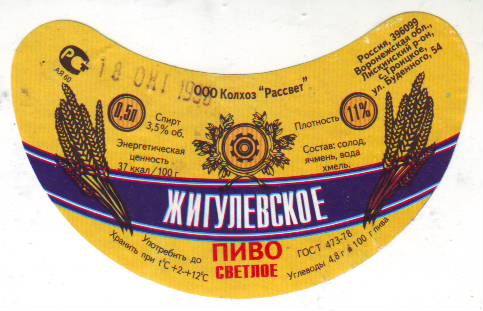 АЯ 60
18 ОКТ 1998
ООО Колхоз "Рассвет"
Россия, 396099
Воронежская обл.,
Лискинский р-он,
с. Троицкое,
ул. Буденного, 54
0,5л
Спирт
3,5% об.
Энергетическая
ценность
37 ккал/100 г
Плотность
11%
Состав: солод,
ячмень, вода
хмель.
ЖИГУЛЕВСКОЕ
ПИВО
СВЕТЛОЕ
Употребить до
Хранить при t°C +2-+12°C
ГОСТ 473-78
Углеводы 4,8 г в 100 г пива